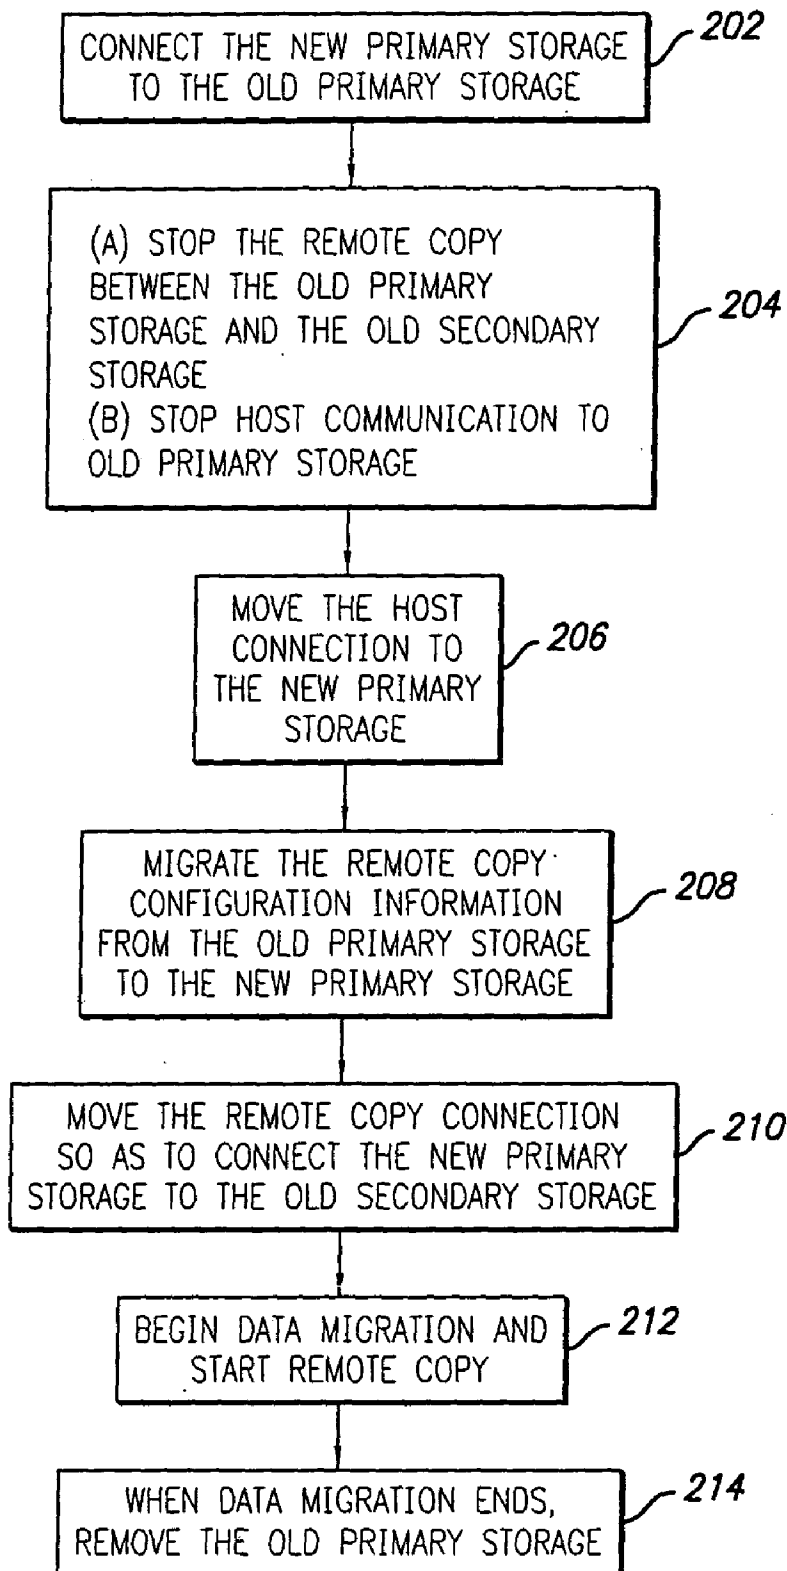 CONNECT THE NEW PRIMARY STORAGE
TO THE OLD PRIMARY STORAGE
202
(A) STOP THE REMOTE COPY
BETWEEN THE OLD PRIMARY
STORAGE AND THE OLD SECONDARY
STORAGE
(B) STOP HOST COMMUNICATION TO
OLD PRIMARY STORAGE
204
MOVE THE HOST
CONNECTION TO
THE NEW PRIMARY
STORAGE
206
MIGRATE THE REMOTE COPY
CONFIGURATION INFORMATION
FROM THE OLD PRIMARY STORAGE
TO THE NEW PRIMARY STORAGE
208
MOVE THE REMOTE COPY CONNECTION
SO AS TO CONNECT THE NEW PRIMARY
STORAGE TO THE OLD SECONDARY STORAGE
210
BEGIN DATA MIGRATION AND
START REMOTE COPY
212
WHEN DATA MIGRATION ENDS,
REMOVE THE OLD PRIMARY STORAGE
214